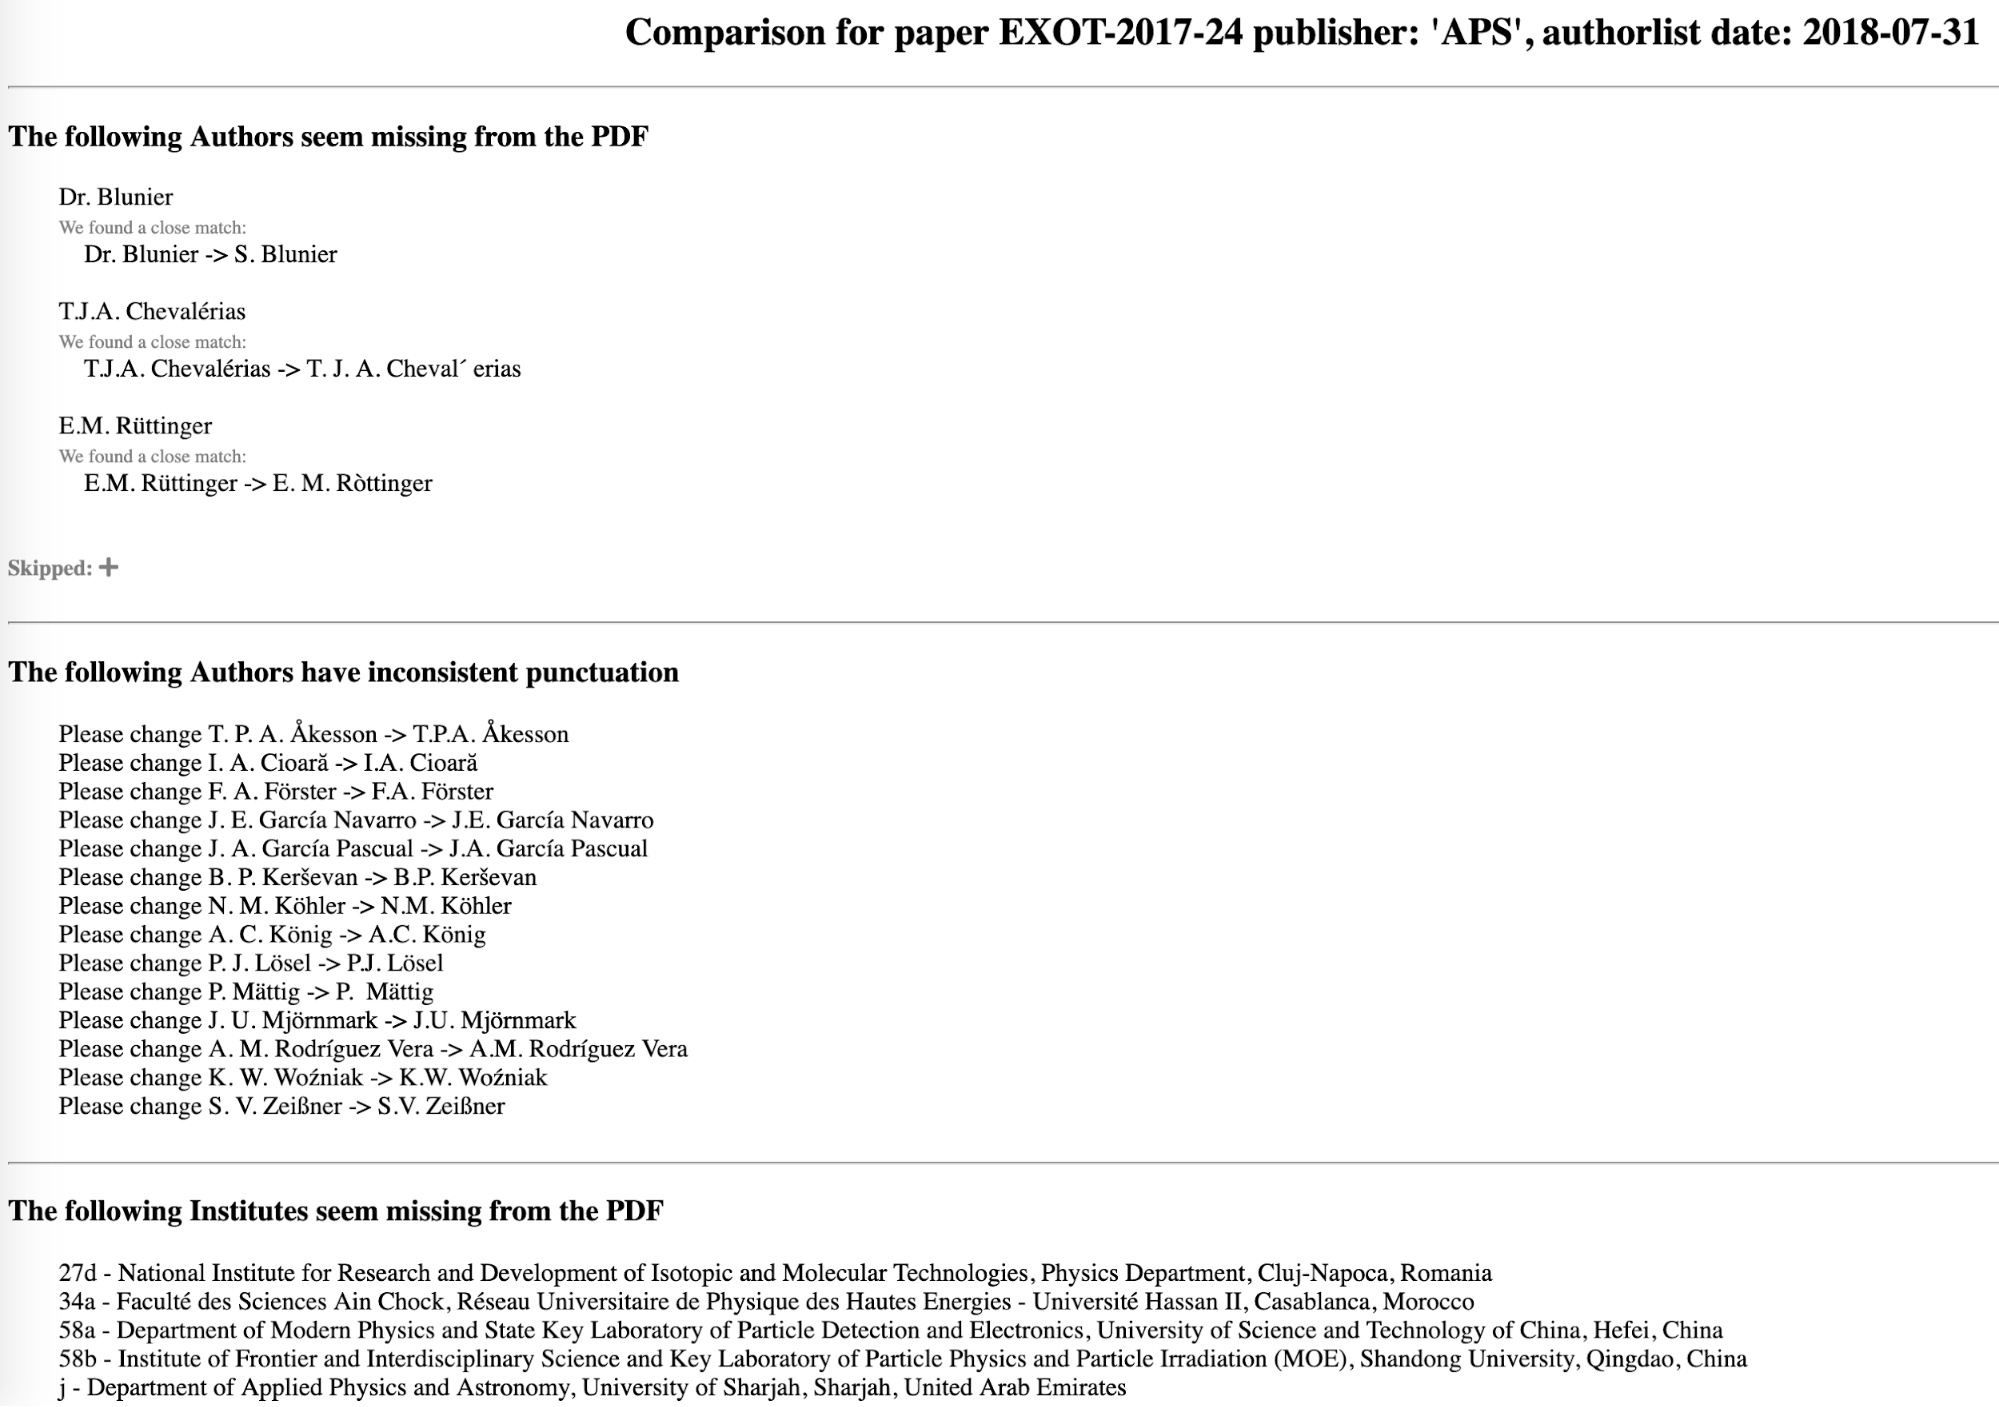 Comparison for paper EXOT-2017-24 publisher: 'APS', authorlist date: 2018-07-31
The following Authors seem missing from the PDF
Dr. Blunier
We found a close match:
Dr. Blunier -> S. Blunier
T.J.A. Chevalérias
We found a close match:
T.J.A. Chevalérias -> T. J. A. Cheval´ erias
E.M. Rüttinger
We found a close match:
E.M. Rüttinger -> E. M. Ròttinger
Skipped: +
The following Authors have inconsistent punctuation
Please change T. P. A. Åkesson -> T.P.A. Åkesson
Please change I. A. Cioară -> I.A. Cioară
Please change F. A. Förster -> F.A. Förster
Please change J. E. García Navarro -> J.E. García Navarro
Please change J. A. García Pascual -> J.A. García Pascual
Please change B. P. Kerševan -> B.P. Kerševan
Please change N. M. Köhler -> N.M. Köhler
Please change A. C. König -> A.C. König
Please change P. J. Lösel -> P.J. Lösel
Please change P. Mättig -> P.  Mättig
Please change J. U. Mjörnmark -> J.U. Mjörnmark
Please change A. M. Rodríguez Vera -> A.M. Rodríguez Vera
Please change K. W. Woźniak -> K.W. Woźniak
Please change S. V. Zeißner -> S.V. Zeißner
The following Institutes seem missing from the PDF
27d - National Institute for Research and Development of Isotopic and Molecular Technologies, Physics Department, Cluj-Napoca, Romania
34a - Faculté des Sciences Ain Chock, Réseau Universitaire de Physique des Hautes Energies - Université Hassan II, Casablanca, Morocco
58a - Department of Modern Physics and State Key Laboratory of Particle Detection and Electronics, University of Science and Technology of China, Hefei, China
58b - Institute of Frontier and Interdisciplinary Science and Key Laboratory of Particle Physics and Particle Irradiation (MOE), Shandong University, Qingdao, China
j - Department of Applied Physics and Astronomy, University of Sharjah, Sharjah, United Arab Emirates